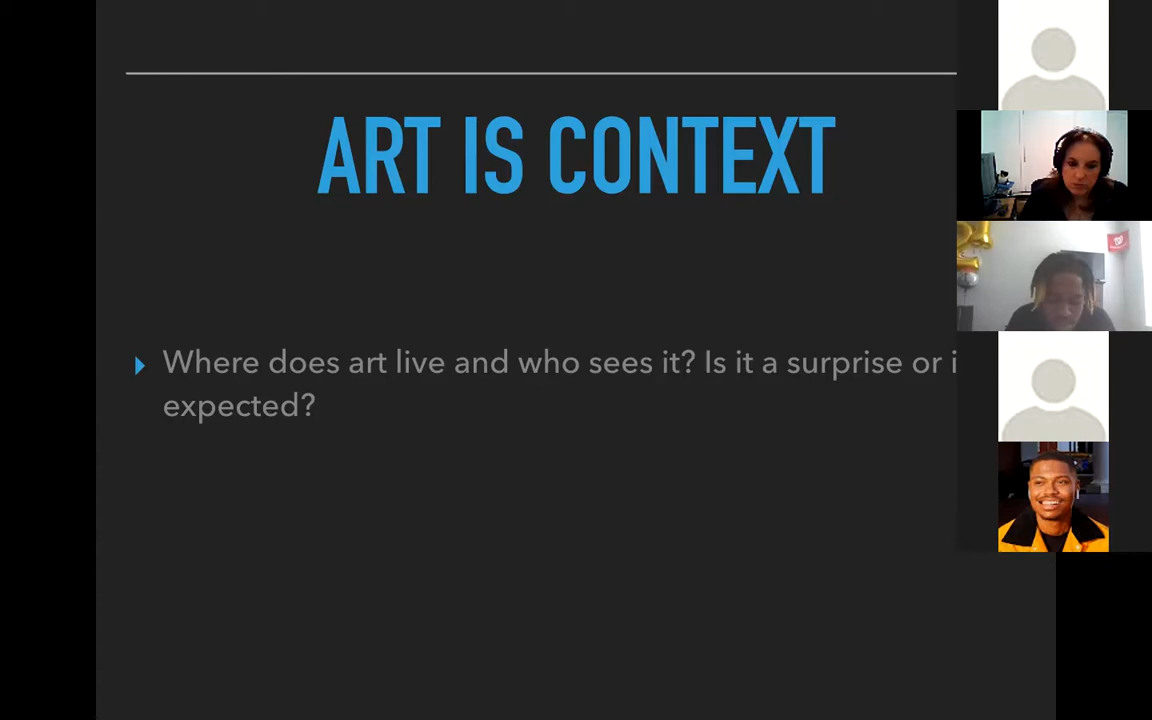 ART IS CONTEXT
Where does art live and who sees it? Is it a surprise or
expected?